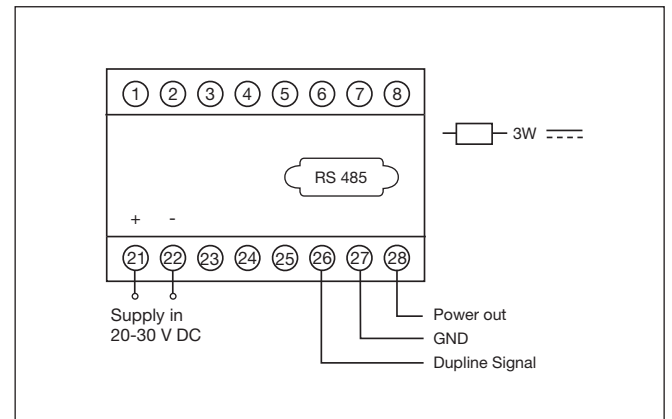 1 2 3 4 5 6 7 8
3W
RS 485
+ -
21 22 23 24 25 26 27 28
Supply in
20-30 V DC
Power out
GND
Dupline Signal